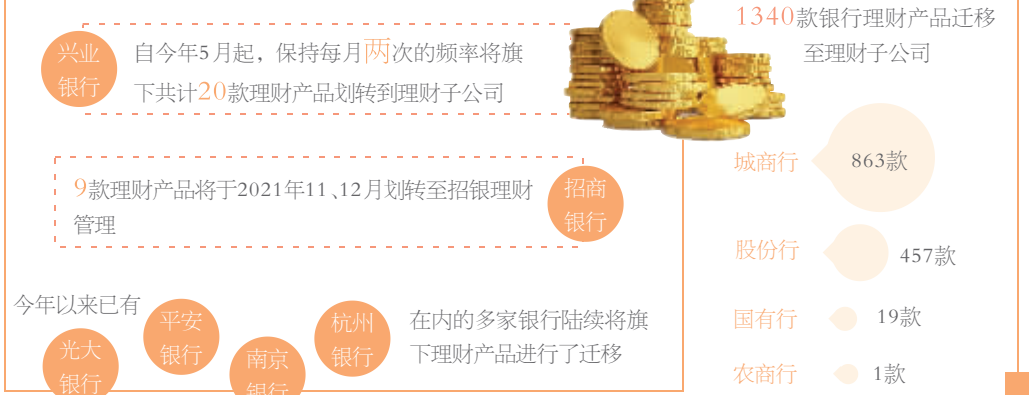 兴业
银行
自今年5月起，保持每月两次的频率将旗
下共计20款理财产品划转到理财子公司
9款理财产品将于2021年11、12月划转至招银理财
管理
招商
银行
今年以来已有
光大
银行
平安
银行
南京
银行
杭州
银行
在内的多家银行陆续将旗
下理财产品进行了迁移
1340款银行理财产品迁移
至理财子公司
城商行 863款
股份行 457款
国有行 19款
农商行 1款